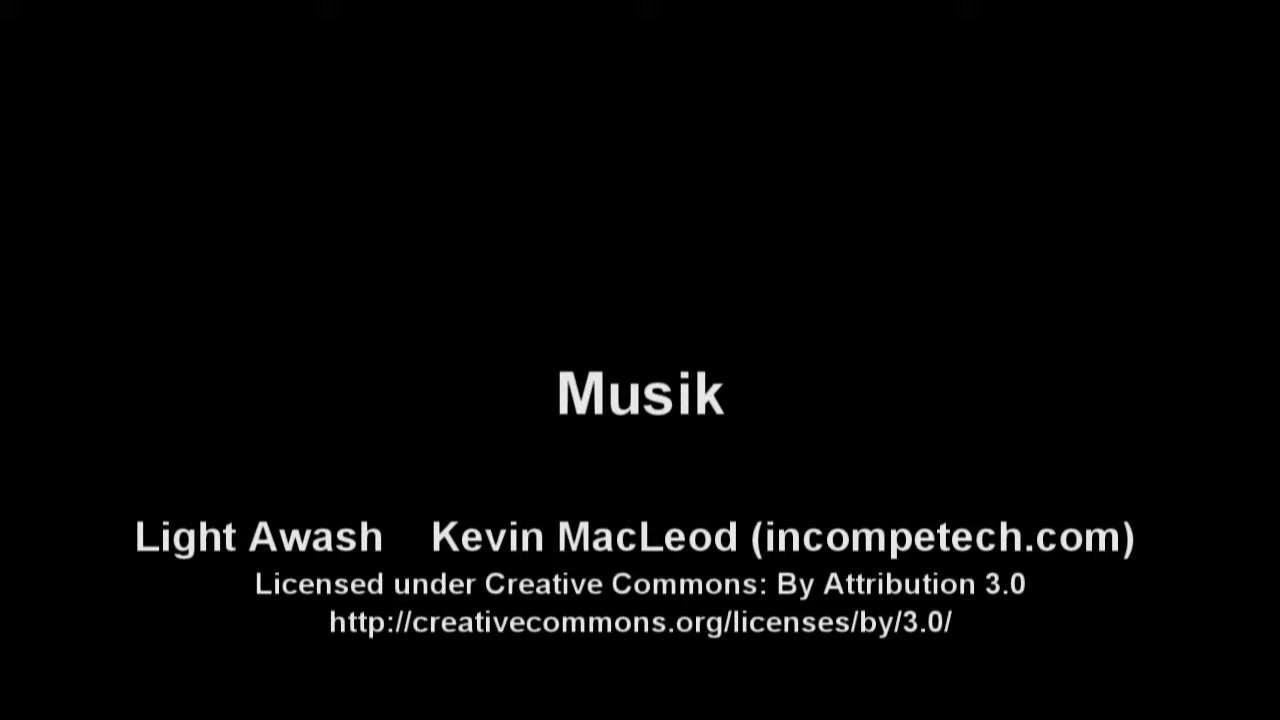 Musik
Light Awash Kevin MacLeod (incompetech.com)
Licensed under Creative Commons: By Attribution 3.0
http://creativecommons.org/licenses/by/3.0/